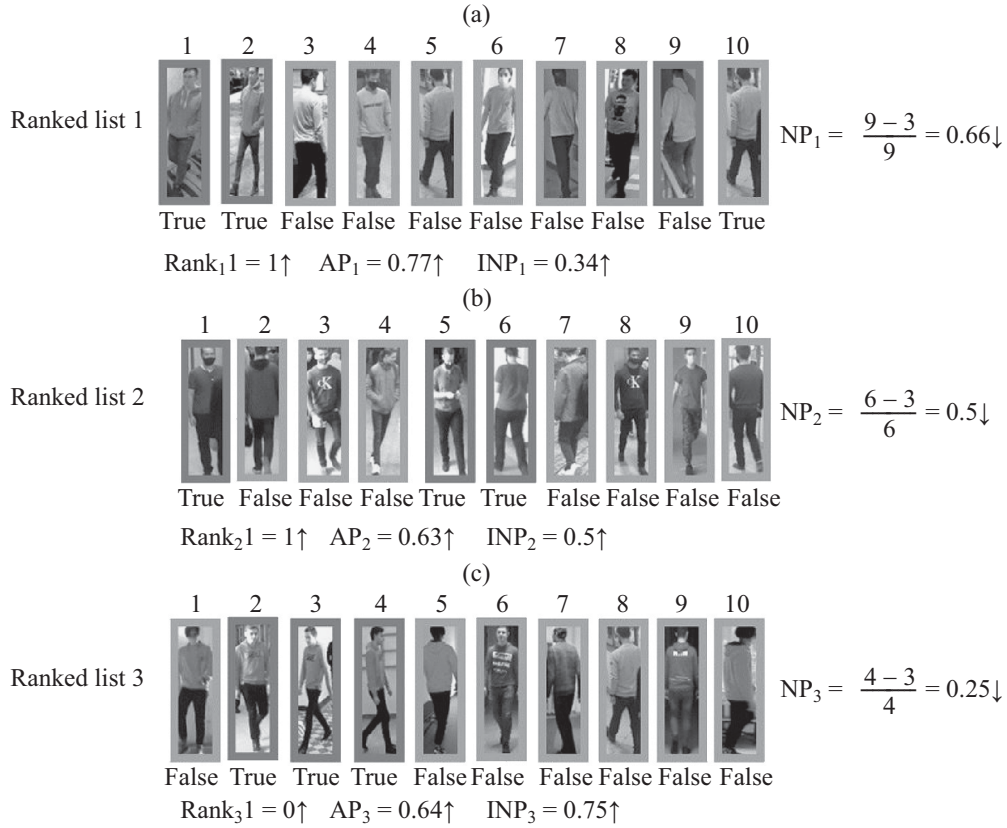 (a)
1 2 3 4 5 6 7 8 9 10
Ranked list 1
NP₁ = (9 – 3)/9 = 0.66↓
True True False False False False False False False True
Rank₁1 = 1↑ AP₁ = 0.77↑ INP₁ = 0.34↑
(b)
1 2 3 4 5 6 7 8 9 10
Ranked list 2
NP₂ = (6 – 3)/6 = 0.5↓
True False False False True True False False False False
Rank₂1 = 1↑ AP₂ = 0.63↑ INP₂ = 0.5↑
(c)
1 2 3 4 5 6 7 8 9 10
Ranked list 3
NP₃ = (4 – 3)/4 = 0.25↓
False True True True False False False False False False
Rank₃1 = 0↑ AP₃ = 0.64↑ INP₃ = 0.75↑